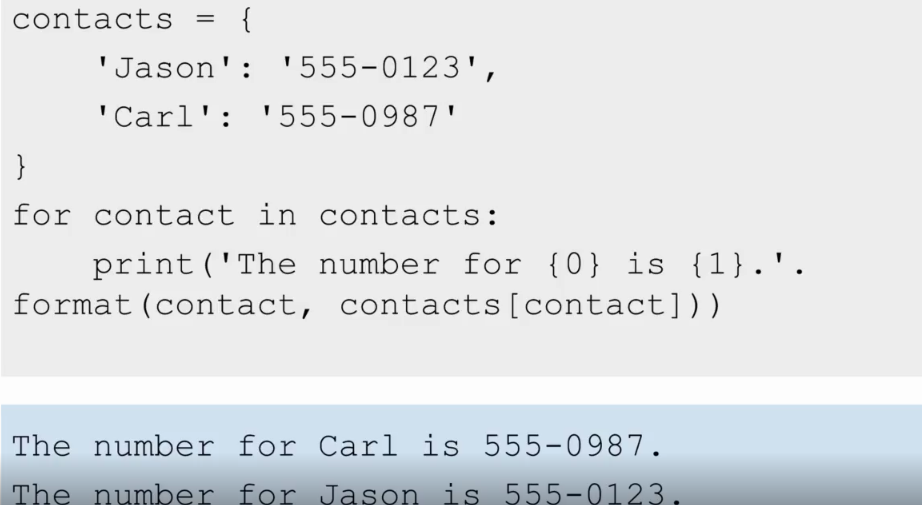 contacts = {
    'Jason': '555-0123',
    'Carl': '555-0987'
}
for contact in contacts:
    print('The number for {0} is {1}.'.
format(contact, contacts[contact]))
The number for Carl is 555-0987.
The number for Jason is 555-0123.